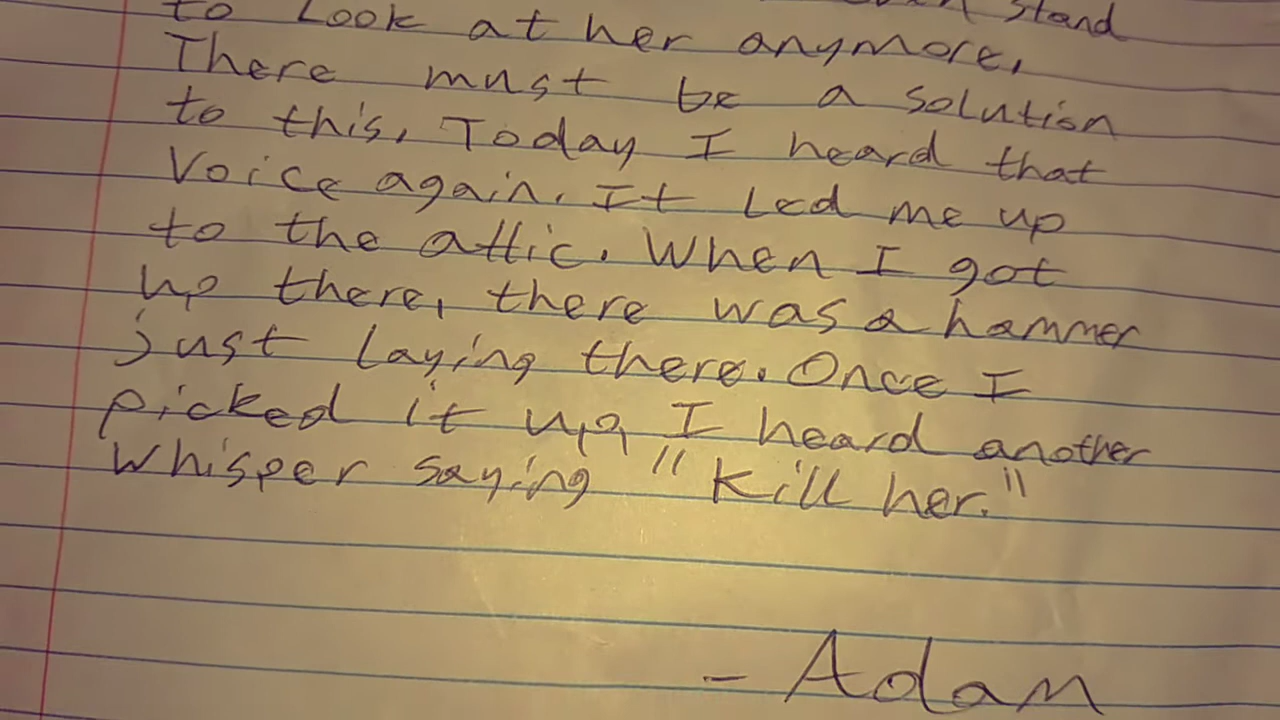 stand
to look at her anymore.
There must be a solution
to this. Today I heard that
Voice again. It Led me up
to the attic. When I got
up there, there was a hammer
just laying there. Once I
picked it up, I heard another
whisper saying "Kill her."
- Adam